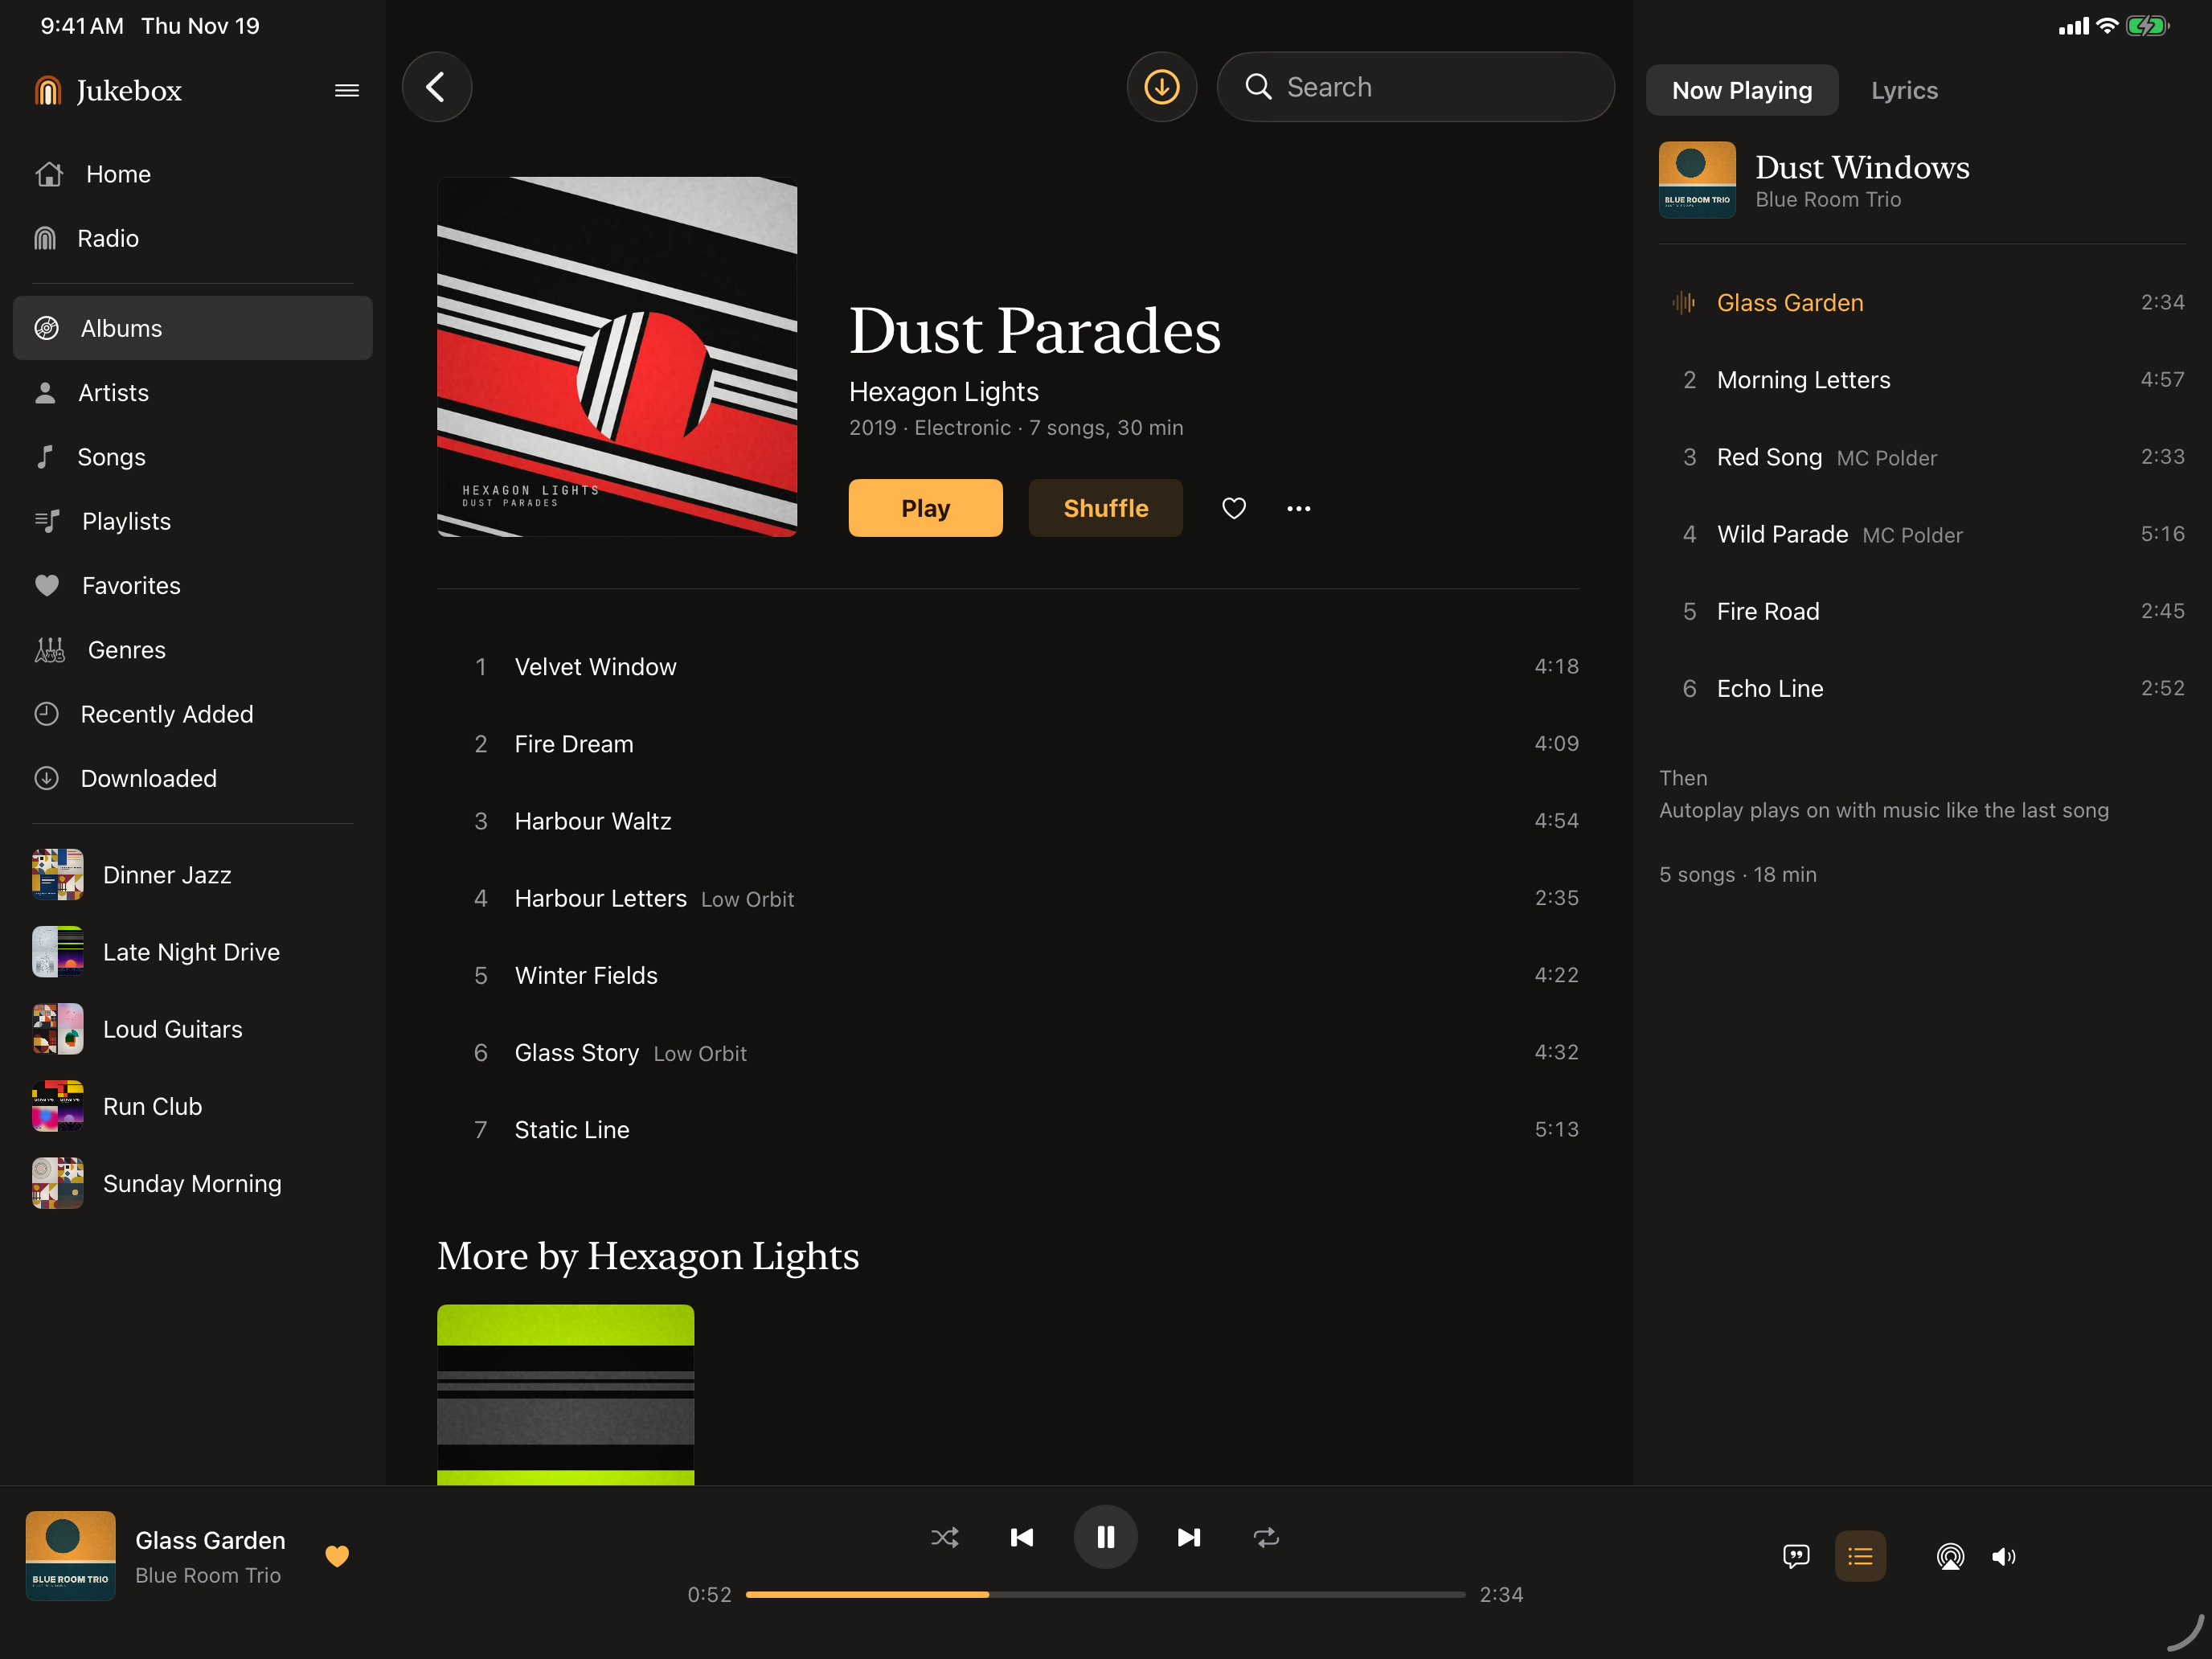 9:41 AM Thu Nov 19
Jukebox
Home
Radio
Albums
Artists
Songs
Playlists
Favorites
Genres
Recently Added
Downloaded
Dinner Jazz
Late Night Drive
Loud Guitars
Run Club
Sunday Morning
Search
HEXAGON LIGHTS
DUST PARADES
Dust Parades
Hexagon Lights
2019 · Electronic · 7 songs, 30 min
Play
Shuffle
1 Velvet Window 4:18
2 Fire Dream 4:09
3 Harbour Waltz 4:54
4 Harbour Letters Low Orbit 2:35
5 Winter Fields 4:22
6 Glass Story Low Orbit 4:32
7 Static Line 5:13
More by Hexagon Lights
Now Playing Lyrics
BLUE ROOM TRIO
Dust Windows
Blue Room Trio
Glass Garden 2:34
2 Morning Letters 4:57
3 Red Song MC Polder 2:33
4 Wild Parade MC Polder 5:16
5 Fire Road 2:45
6 Echo Line 2:52
Then
Autoplay plays on with music like the last song
5 songs · 18 min
BLUE ROOM TRIO
Glass Garden
Blue Room Trio
0:52
2:34